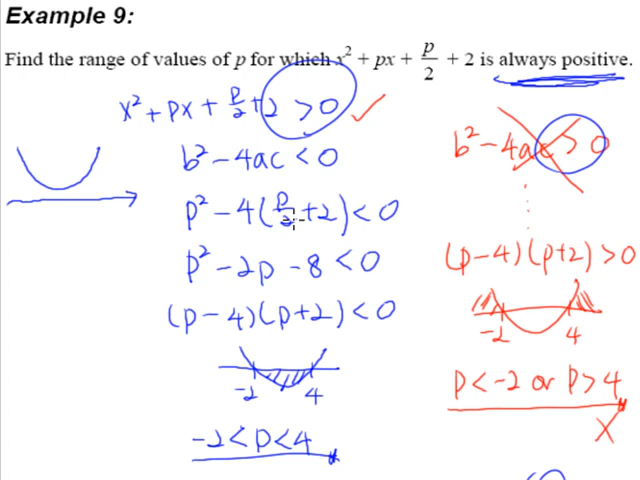 Example 9:
Find the range of values of p for which x² + px + p/2 + 2 is always positive.
x² + px + p/2 + 2 > 0 ✓
b² - 4ac < 0
p² - 4(p/2 + 2) < 0
p² - 2p - 8 < 0
(p - 4)(p + 2) < 0
-2 4
-2 < p < 4
b² - 4ac > 0
(p - 4)(p + 2) > 0
-2 4
p < -2 or p > 4
X